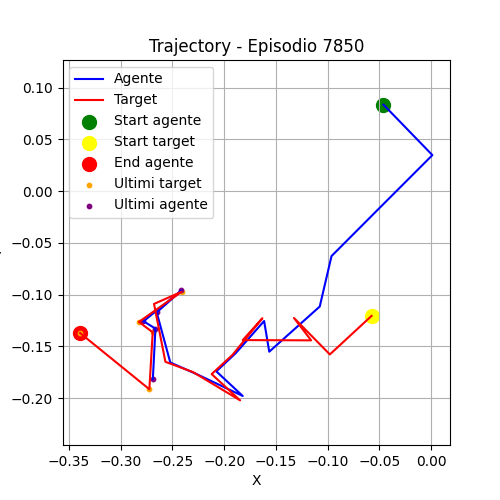 Trajectory - Episodio 7850
Agente
Target
Start agente
Start target
End agente
Ultimi target
Ultimi agente
0.10
0.05
0.00
−0.05
−0.10
−0.15
−0.20
−0.35 −0.30 −0.25 −0.20 −0.15 −0.10 −0.05 0.00
X